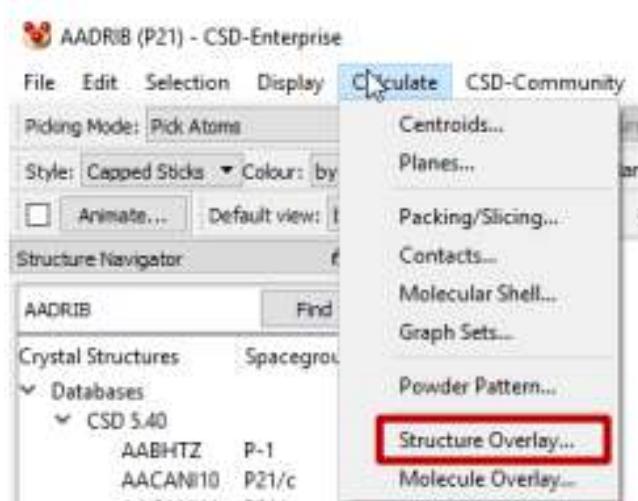 AADRIB (P21) - CSD-Enterprise
File Edit Selection Display Calculate CSD-Community
Picking Mode: Pick Atoms
Style: Capped Sticks Colour: by
Animate... Default view:
Structure Navigator
AADRIB Find
Crystal Structures Spacegrou
Databases
CSD 5.40
AABHTZ P-1
AACANI10 P21/c
Centroids...
Planes...
Packing/Slicing...
Contacts...
Molecular Shell...
Graph Sets...
Powder Pattern...
Structure Overlay...
Molecule Overlay...